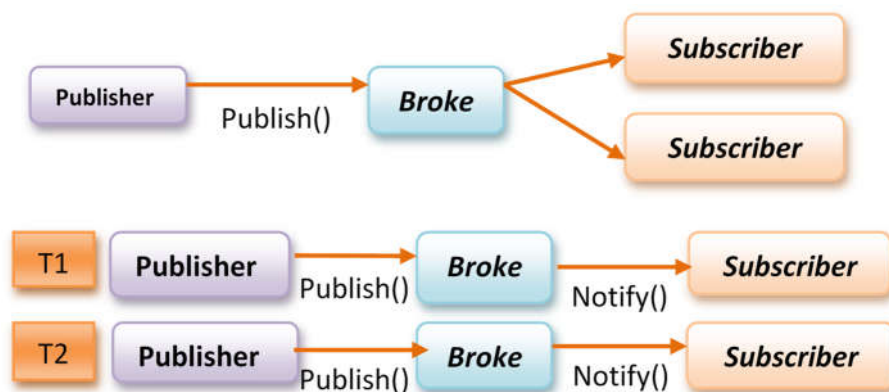 Subscriber
Publisher
Broke
Publish()
Subscriber
T1
Publisher
Publish()
Broke
Notify()
Subscriber
T2
Publisher
Publish()
Broke
Notify()
Subscriber